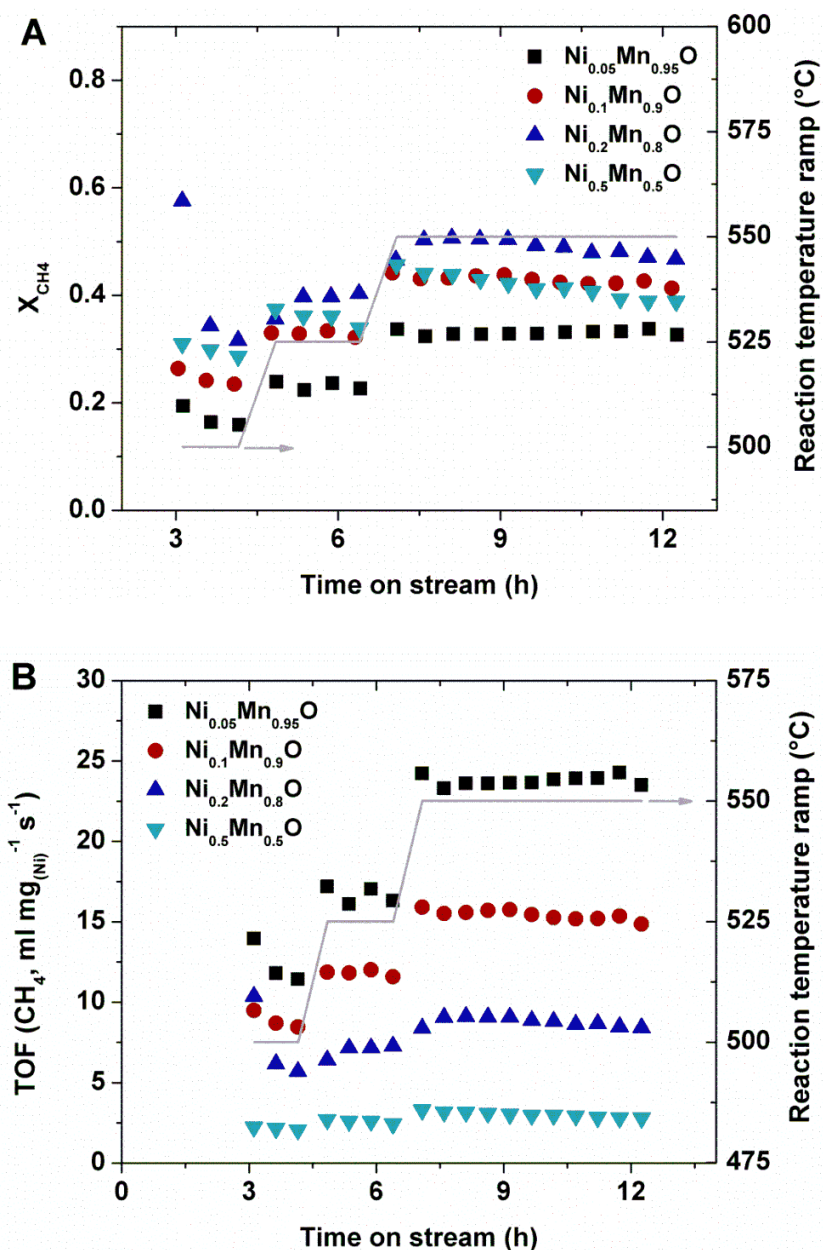 A
Ni0.05Mn0.95O
Ni0.1Mn0.9O
Ni0.2Mn0.8O
Ni0.5Mn0.5O
0.8
0.6
0.4
0.2
0.0
XCH4
600
575
550
525
500
Reaction temperature ramp (°C)
3 6 9 12
Time on stream (h)
B
Ni0.05Mn0.95O
Ni0.1Mn0.9O
Ni0.2Mn0.8O
Ni0.5Mn0.5O
30
25
20
15
10
5
0
TOF (CH4, ml mg(Ni)-1 s-1)
575
550
525
500
475
Reaction temperature ramp (°C)
0 3 6 9 12
Time on stream (h)